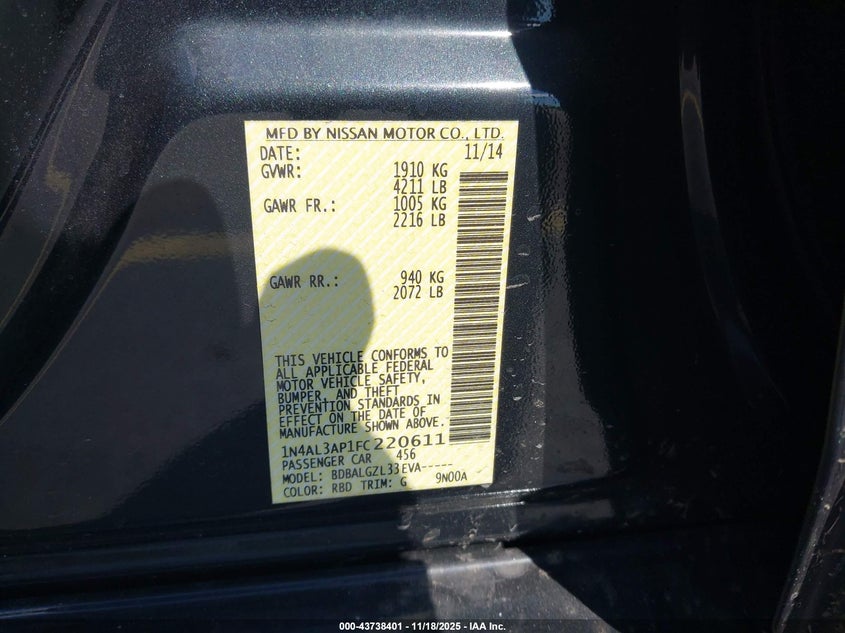 MFD BY NISSAN MOTOR CO., LTD.
DATE: 11/14
GVWR: 1910 KG
4211 LB
GAWR FR.: 1005 KG
2216 LB
GAWR RR.: 940 KG
2072 LB
THIS VEHICLE CONFORMS TO
ALL APPLICABLE FEDERAL
MOTOR VEHICLE SAFETY,
BUMPER, AND THEFT
PREVENTION STANDARDS IN
EFFECT ON THE DATE OF
MANUFACTURE SHOWN ABOVE.
1N4AL3AP1FC220611
PASSENGER CAR 456
MODEL: BDBALGZL33EVA-----
COLOR: RBD TRIM: G 9N00A
000-43738401 - 11/18/2025 - IAA Inc.